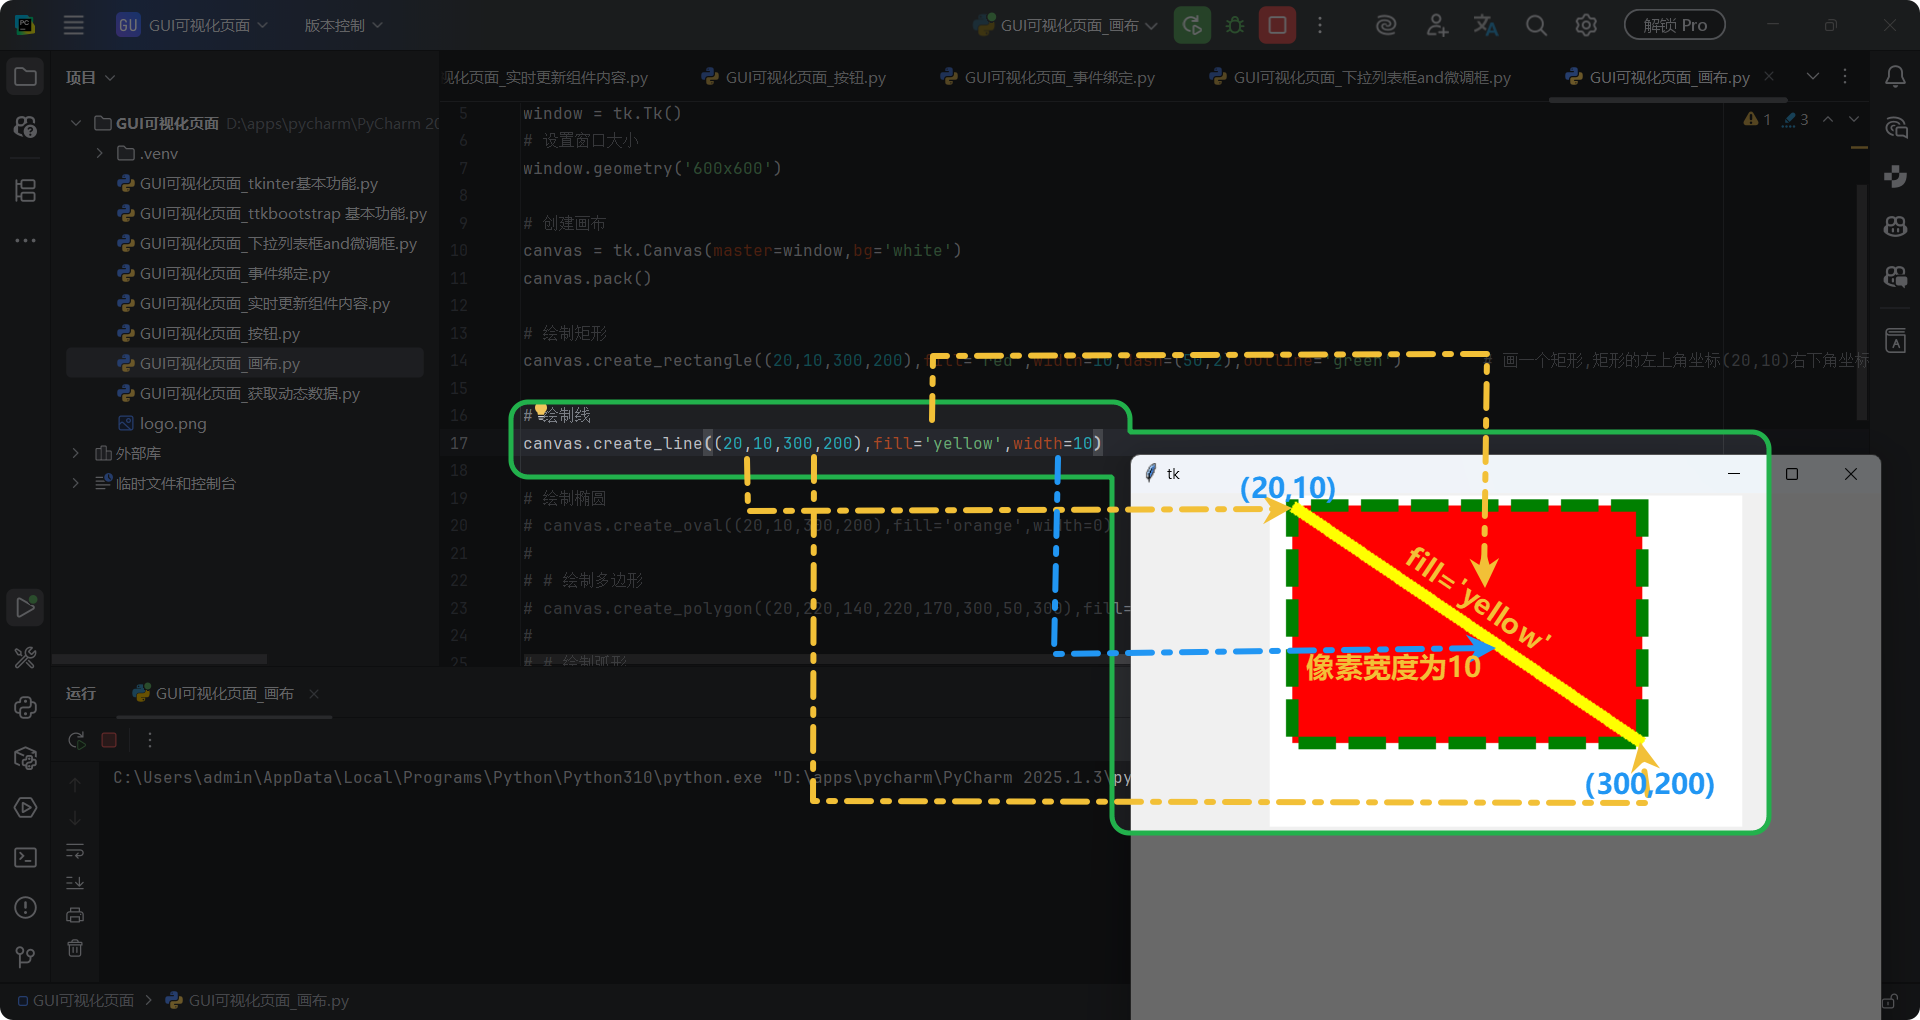 GU GUI可视化页面 版本控制 GUI可视化页面_画布 解锁 Pro
项目
视化页面_实时更新组件内容.py GUI可视化页面_按钮.py GUI可视化页面_事件绑定.py GUI可视化页面_下拉列表框and微调框.py GUI可视化页面_画布.py
GUI可视化页面 D:\apps\pycharm\PyCharm 20
.venv
GUI可视化页面_tkinter基本功能.py
GUI可视化页面_ttkbootstrap 基本功能.py
GUI可视化页面_下拉列表框and微调框.py
GUI可视化页面_事件绑定.py
GUI可视化页面_实时更新组件内容.py
GUI可视化页面_按钮.py
GUI可视化页面_画布.py
GUI可视化页面_获取动态数据.py
logo.png
外部库
临时文件和控制台
1 3
5 window = tk.Tk()
6 # 设置窗口大小
7 window.geometry('600x600')
8
9 # 创建画布
10 canvas = tk.Canvas(master=window,bg='white')
11 canvas.pack()
12
13 # 绘制矩形
14 canvas.create_rectangle((20,10,300,200),fill='red',width=10,dash=(50,2),outline='green') # 画一个矩形,矩形的左上角坐标(20,10)右下角坐标
15
16 # 绘制线
17 canvas.create_line((20,10,300,200),fill='yellow',width=10)
18
19 # 绘制椭圆
20 # canvas.create_oval((20,10,300,200),fill='orange',width=0)
21 #
22 # # 绘制多边形
23 # canvas.create_polygon((20,220,140,220,170,300,50,300),fill=
24 #
25 # # 绘制弧形
tk
(20,10)
fill='yellow'
像素宽度为10
(300,200)
运行 GUI可视化页面_画布
C:\Users\admin\AppData\Local\Programs\Python\Python310\python.exe "D:\apps\pycharm\PyCharm 2025.1.3\py
GUI可视化页面 GUI可视化页面_画布.py